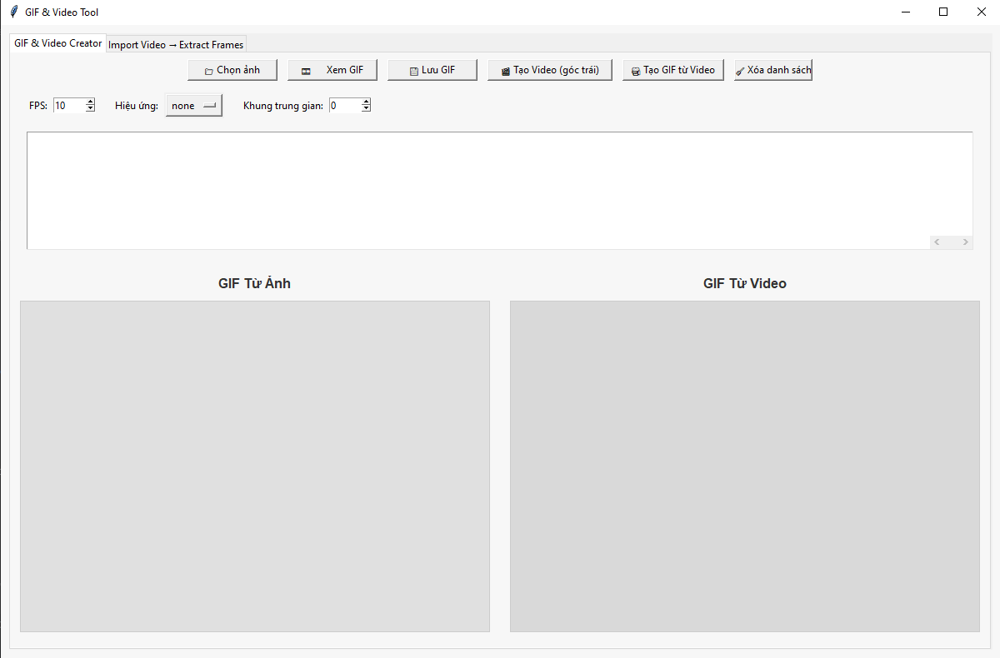 GIF & Video Tool
GIF & Video Creator Import Video → Extract Frames
Chọn ảnh Xem GIF Lưu GIF Tạo Video (góc trái) Tạo GIF từ Video Xóa danh sách
FPS: 10 Hiệu ứng: none Khung trung gian: 0
GIF Từ Ảnh GIF Từ Video